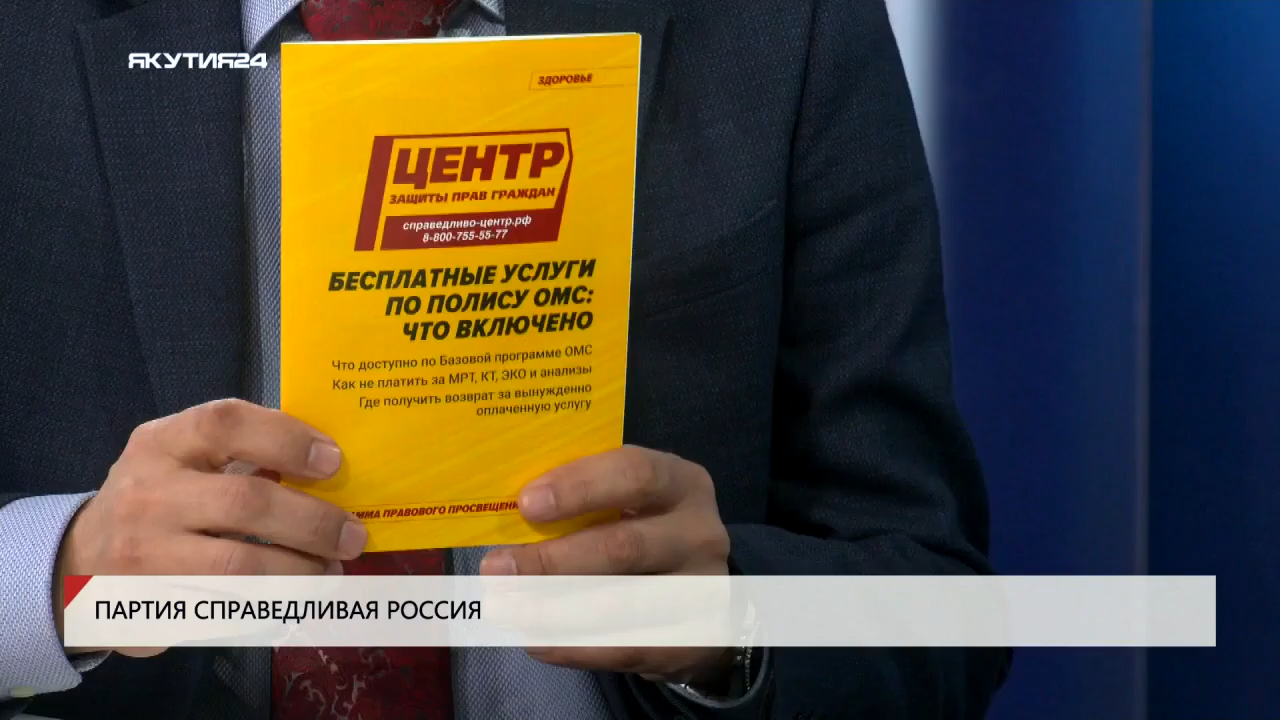 ЯКУТИЯ24
ЗДОРОВЬЕ
ЦЕНТР
ЗАЩИТЫ ПРАВ ГРАЖДАН
справедливо-центр.рф
8-800-755-55-77
БЕСПЛАТНЫЕ УСЛУГИ
ПО ПОЛИСУ ОМС:
ЧТО ВКЛЮЧЕНО
Что доступно по Базовой программе ОМС
Как не платить за МРТ, КТ, ЭКО и анализы
Где получить возврат за вынужденно
оплаченную услугу
ПРАВОВОГО
ПАРТИЯ СПРАВЕДЛИВАЯ РОССИЯ